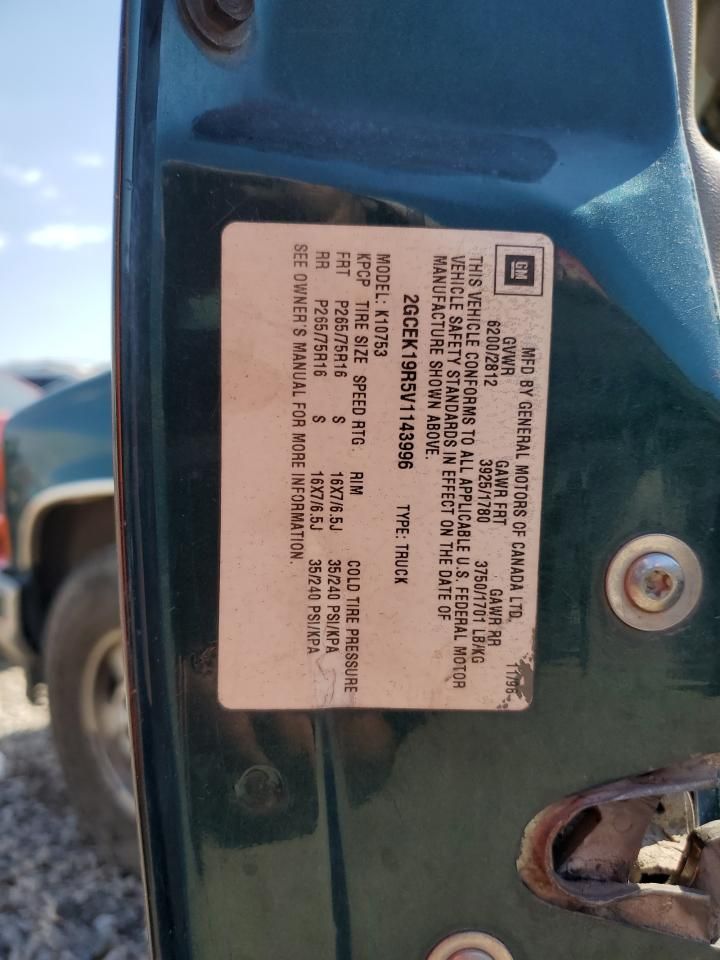 GM
MFD BY GENERAL MOTORS OF CANADA LTD.
GVWR GAWR FRT GAWR RR 11/96
6200/2812 3925/1780 3750/1701 LB/KG
THIS VEHICLE CONFORMS TO ALL APPLICABLE U.S. FEDERAL MOTOR
VEHICLE SAFETY STANDARDS IN EFFECT ON THE DATE OF
MANUFACTURE SHOWN ABOVE.
2GCEK19R5V1143996 TYPE: TRUCK
MODEL: K10753
KPCP TIRE SIZE SPEED RTG RIM COLD TIRE PRESSURE
FRT P265/75R16 S 16X7/6.5J 35/240 PSI/KPA
RR P265/75R16 S 16X7/6.5J 35/240 PSI/KPA
SEE OWNER'S MANUAL FOR MORE INFORMATION.